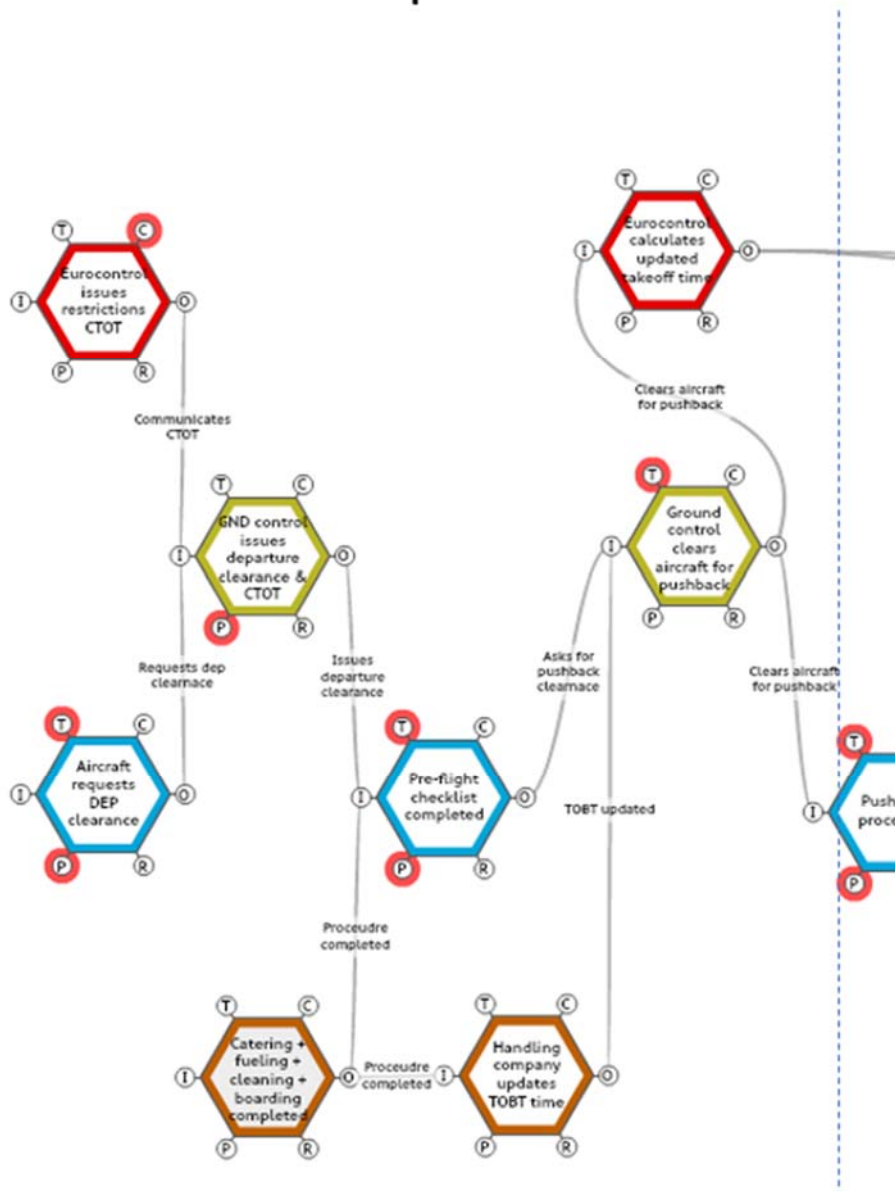 T
C
Eurocontrol
calculates
updated
takeoff time
I
O
P
R
T
C
Eurocontrol
issues
restrictions
CTOT
I
O
P
R
Clears aircraft
for pushback
Communicates
CTOT
T
C
GND control
issues
departure
clearance &
CTOT
I
O
P
R
T
C
Ground
control
clears
aircraft for
pushback
I
O
P
R
Requests dep
clearnace
Issues
departure
clearance
Asks for
pushback
clearnace
Clears aircraft
for pushback
T
C
Aircraft
requests
DEP
clearance
I
O
P
R
T
C
Pre-flight
checklist
completed
I
O
P
R
TOBT updated
T
I
Push
proce
P
Proceudre
completed
T
C
Catering +
fueling +
cleaning +
boarding
completed
I
O
P
R
Proceudre
completed
T
C
Handling
company
updates
TOBT time
I
O
P
R